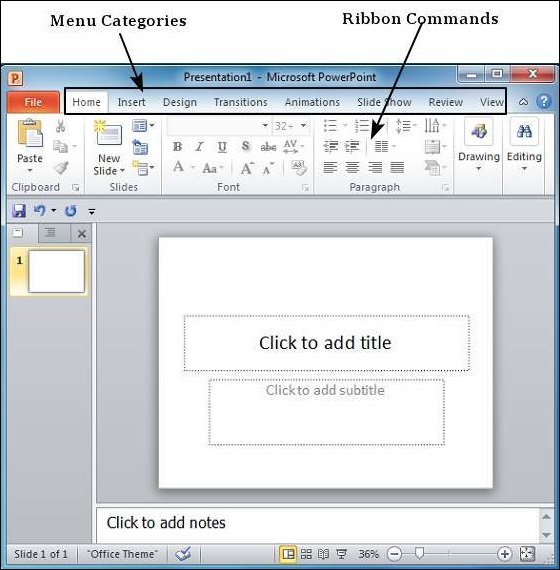 Menu Categories
Ribbon Commands
P
Presentation1 - Microsoft PowerPoint
File Home Insert Design Transitions Animations Slide Show Review View
32
Paste New Slide B I U S abc AV Drawing Editing
A Aa A A
Clipboard Slides Font Paragraph
1
Click to add title
Click to add subtitle
Click to add notes
Slide 1 of 1 "Office Theme" 36%